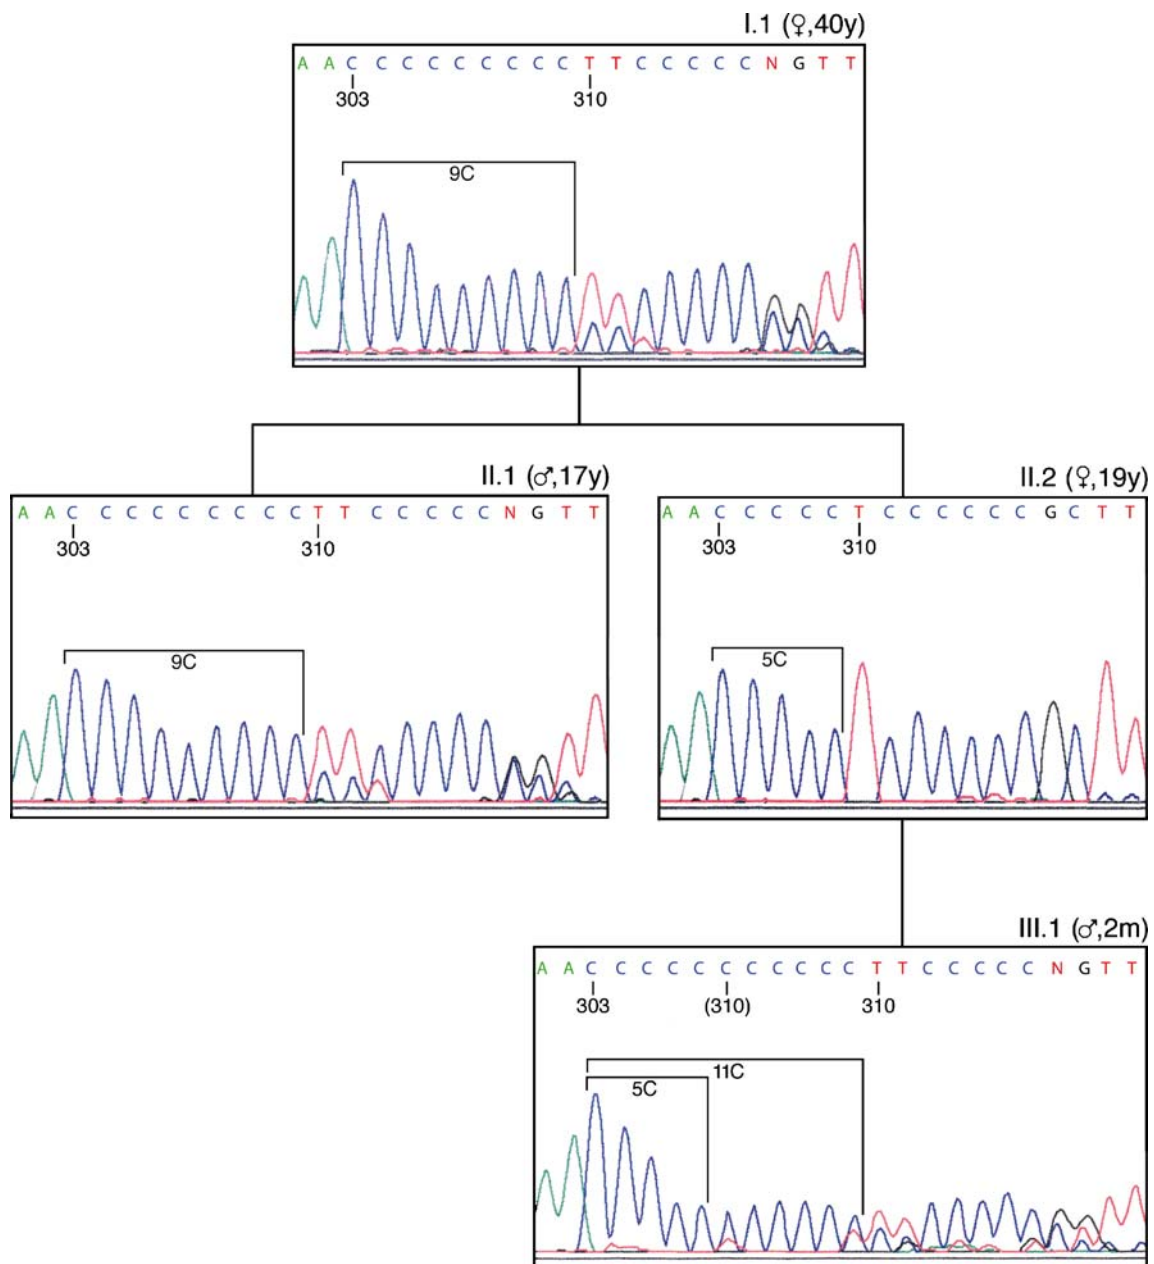 I.1 (♀,40y)
A A C C C C C C C C C T T C C C C C N G T T
303 310
9C
II.1 (♂,17y)
A A C C C C C C C C C T T C C C C C N G T T
303 310
9C
II.2 (♀,19y)
A A C C C C C T C C C C C C G C T T
303 310
5C
III.1 (♂,2m)
A A C C C C C C C C C C C T T C C C C C N G T T
303 (310) 310
11C
5C